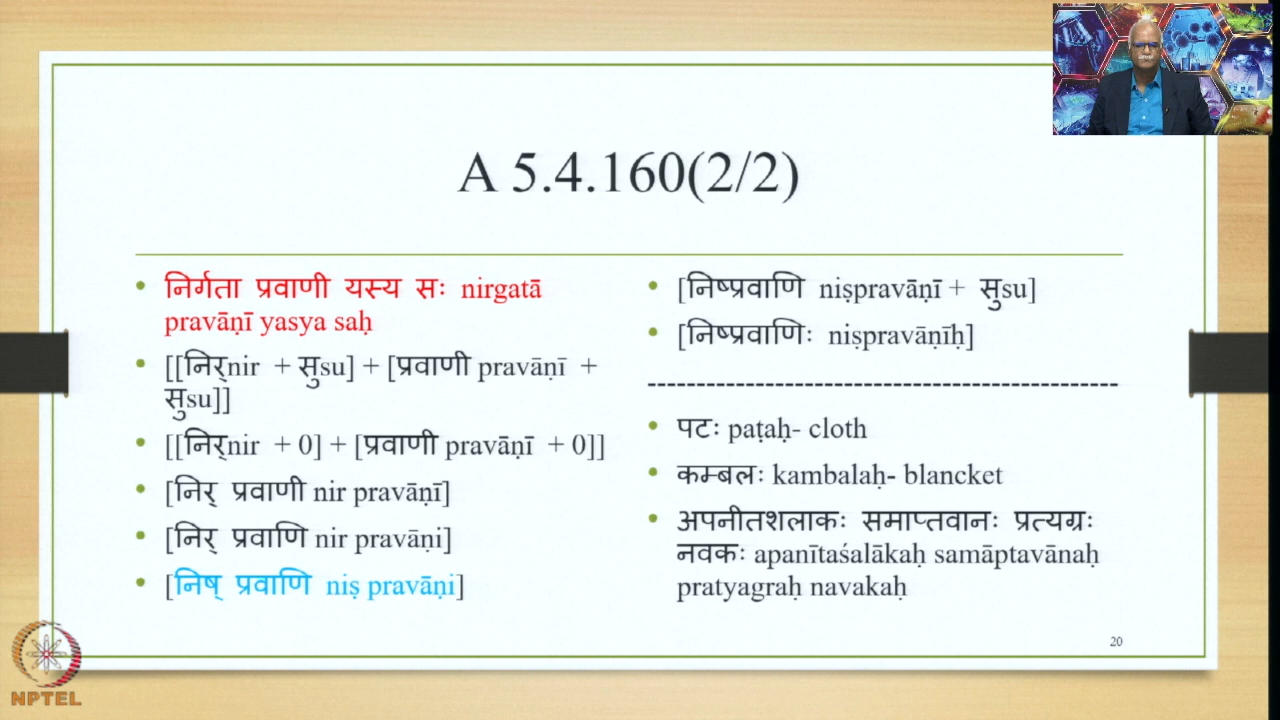 A 5.4.160(2/2)
• निर्गता प्रवाणी यस्य सः nirgatā
pravāṇī yasya saḥ
• [[निर्nir + सुsu] + [प्रवाणी pravāṇī +
सुsu]]
• [[निर्nir + 0] + [प्रवाणी pravāṇī + 0]]
• [निर् प्रवाणी nir pravāṇī]
• [निर् प्रवाणि nir pravāṇi]
• [निष् प्रवाणि niṣ pravāṇi]
• [निष्प्रवाणि niṣpravāṇī + सुsu]
• [निष्प्रवाणिः niṣpravāṇīḥ]
------------------------------------------------
• पटः paṭaḥ- cloth
• कम्बलः kambalaḥ- blancket
• अपनीतशलाकः समाप्तवानः प्रत्यग्रः
नवकः apanītaśalākaḥ samāptavānaḥ
pratyagraḥ navakaḥ
20
NPTEL